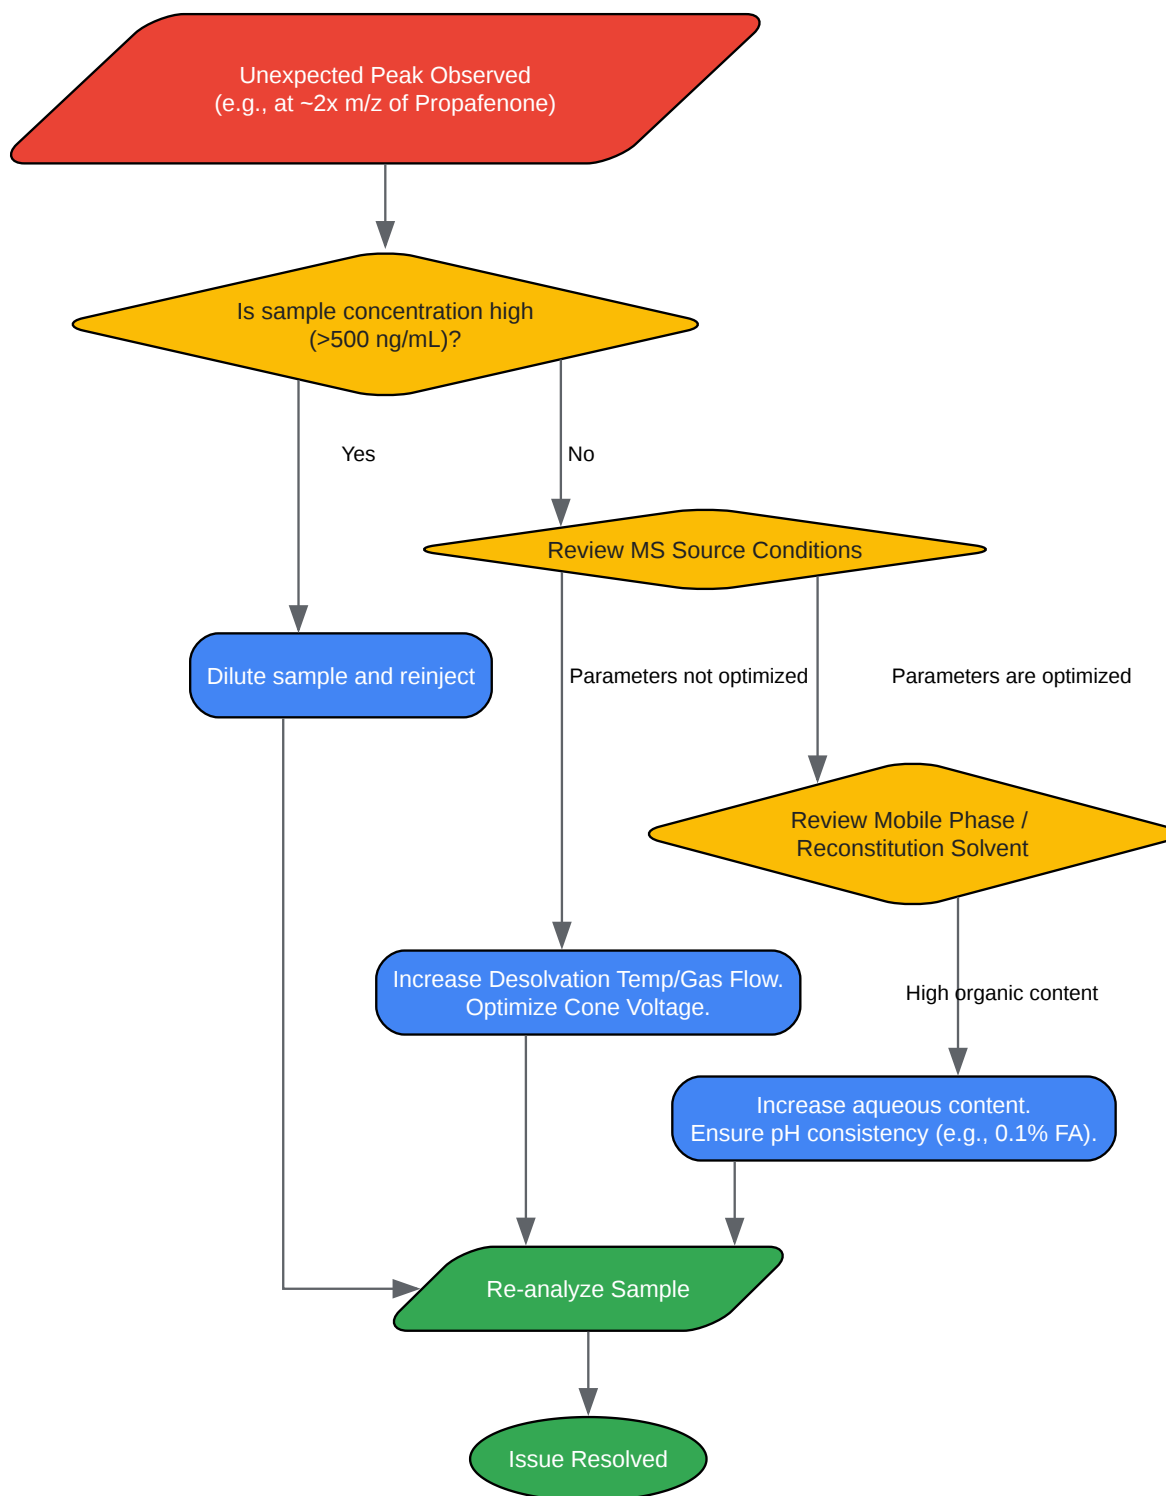 Unexpected Peak Observed
(e.g., at ~2x m/z of Propafenone)
Is sample concentration high
(>500 ng/mL)?
Yes
No
Review MS Source Conditions
Dilute sample and reinject
Parameters not optimized
Parameters are optimized
Review Mobile Phase /
Reconstitution Solvent
Increase Desolvation Temp/Gas Flow.
Optimize Cone Voltage.
High organic content
Increase aqueous content.
Ensure pH consistency (e.g., 0.1% FA).
Re-analyze Sample
Issue Resolved